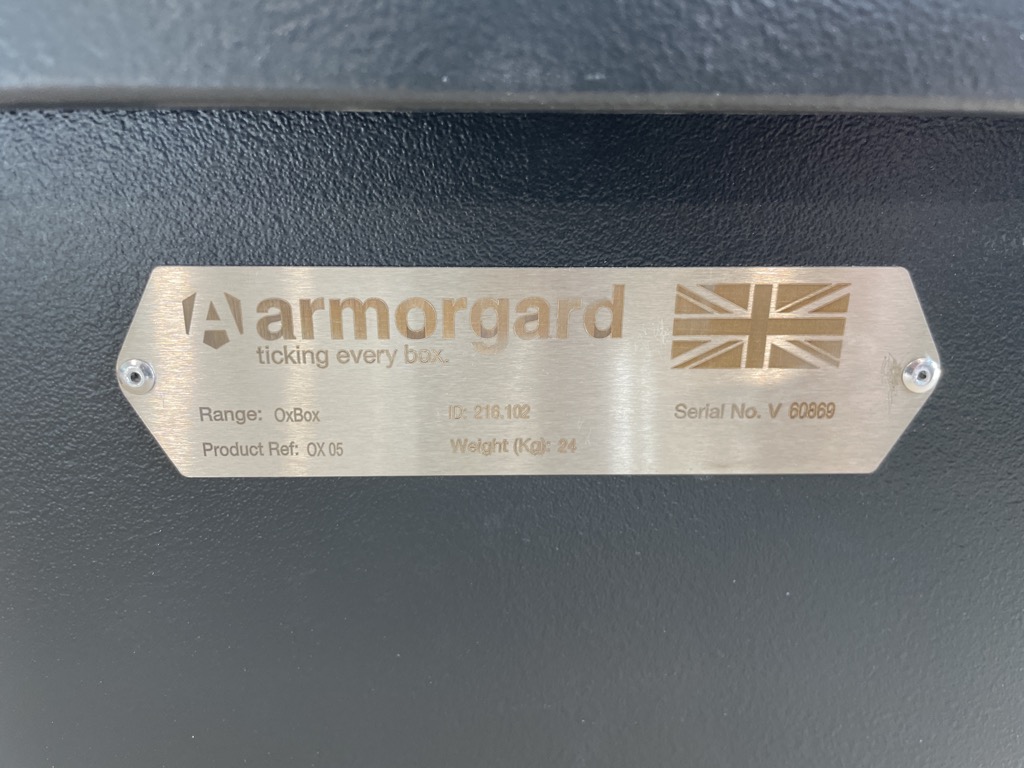 armorgard
ticking every box.
Range: OxBox ID: 216.102 Serial No. V 60869
Product Ref: OX 05 Weight (Kg): 24